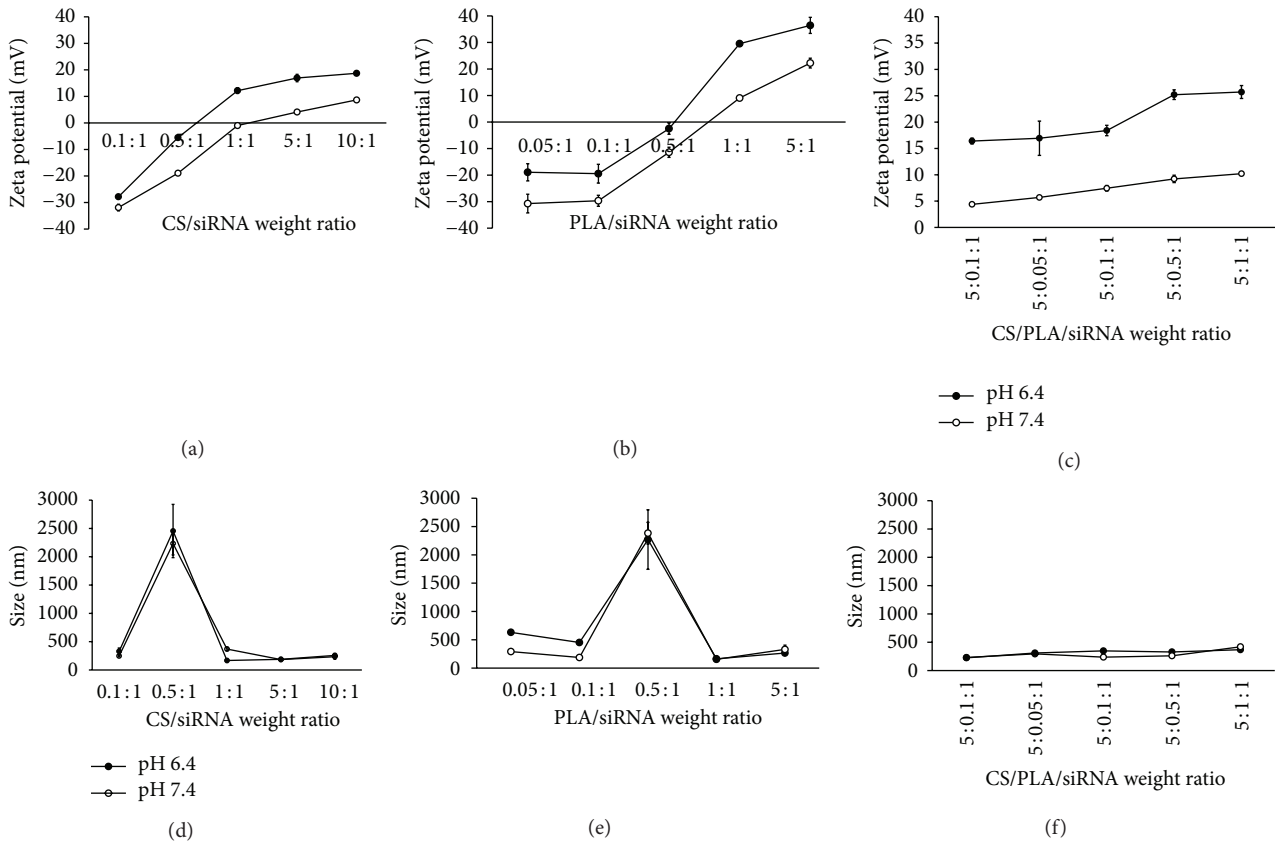 40
30
20
10
0
−10
−20
−30
−40
Zeta potential (mV)
0.1:1 0.5:1 1:1 5:1 10:1
CS/siRNA weight ratio
(a)
40
30
20
10
0
−10
−20
−30
−40
Zeta potential (mV)
0.05:1 0.1:1 0.5:1 1:1 5:1
PLA/siRNA weight ratio
(b)
40
35
30
25
20
15
10
5
0
Zeta potential (mV)
5:0.1:1
5:0.05:1
5:0.1:1
5:0.5:1
5:1:1
CS/PLA/siRNA weight ratio
pH 6.4
pH 7.4
(c)
3000
2500
2000
1500
1000
500
0
Size (nm)
0.1:1 0.5:1 1:1 5:1 10:1
CS/siRNA weight ratio
pH 6.4
pH 7.4
(d)
3000
2500
2000
1500
1000
500
0
Size (nm)
0.05:1 0.1:1 0.5:1 1:1 5:1
PLA/siRNA weight ratio
(e)
3000
2500
2000
1500
1000
500
0
Size (nm)
5:0.1:1
5:0.05:1
5:0.1:1
5:0.5:1
5:1:1
CS/PLA/siRNA weight ratio
(f)